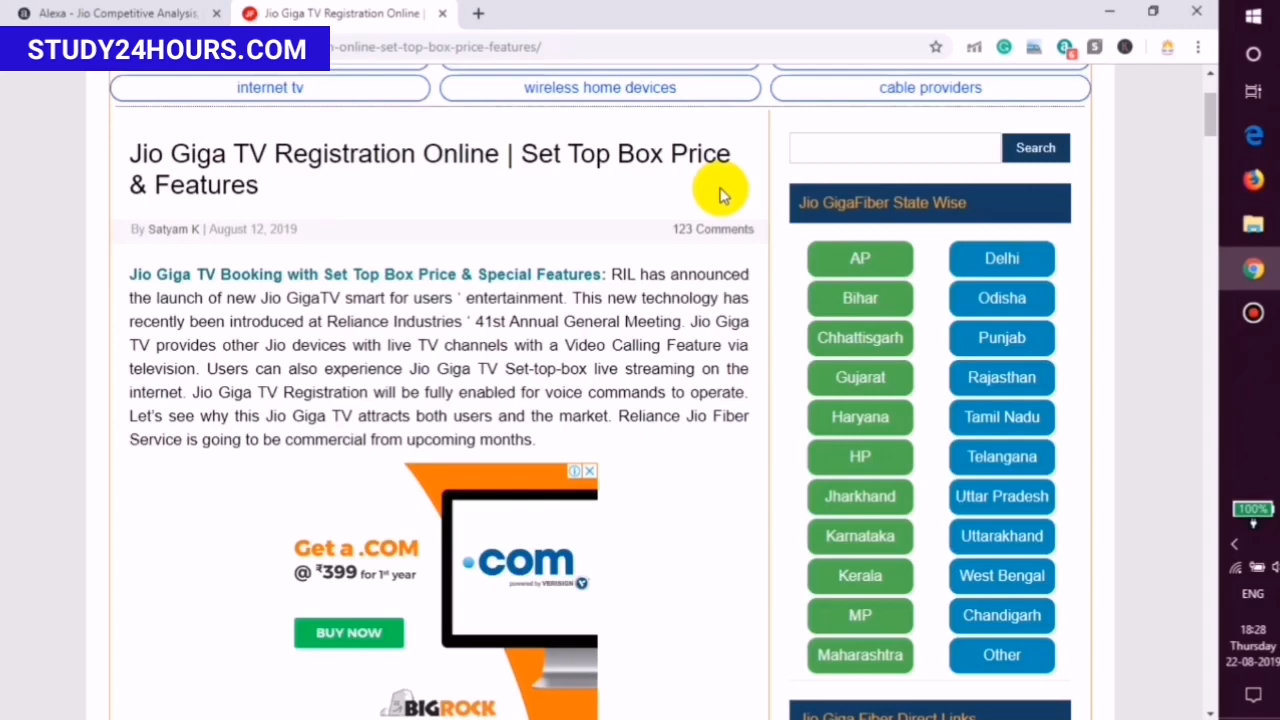 Alexa - Jio Competitive Analysis,
Jio Giga TV Registration Online |
STUDY24HOURS.COM
-online-set-top-box-price-features/
internet tv
wireless home devices
cable providers
Jio Giga TV Registration Online | Set Top Box Price
& Features
By Satyam K | August 12, 2019
123 Comments
Jio Giga TV Booking with Set Top Box Price & Special Features: RIL has announced
the launch of new Jio GigaTV smart for users ‘ entertainment. This new technology has
recently been introduced at Reliance Industries ‘ 41st Annual General Meeting. Jio Giga
TV provides other Jio devices with live TV channels with a Video Calling Feature via
television. Users can also experience Jio Giga TV Set-top-box live streaming on the
internet. Jio Giga TV Registration will be fully enabled for voice commands to operate.
Let's see why this Jio Giga TV attracts both users and the market. Reliance Jio Fiber
Service is going to be commercial from upcoming months.
Get a .COM
@ ₹399 for 1st year
BUY NOW
.com
powered by VERISIGN
BIGROCK
Search
Jio GigaFiber State Wise
AP
Delhi
Bihar
Odisha
Chhattisgarh
Punjab
Gujarat
Rajasthan
Haryana
Tamil Nadu
HP
Telangana
Jharkhand
Uttar Pradesh
Karnataka
Uttarakhand
Kerala
West Bengal
MP
Chandigarh
Maharashtra
Other
Jio Giga Fiber Direct Links
100%
ENG
18:28
Thursday
22-08-2019